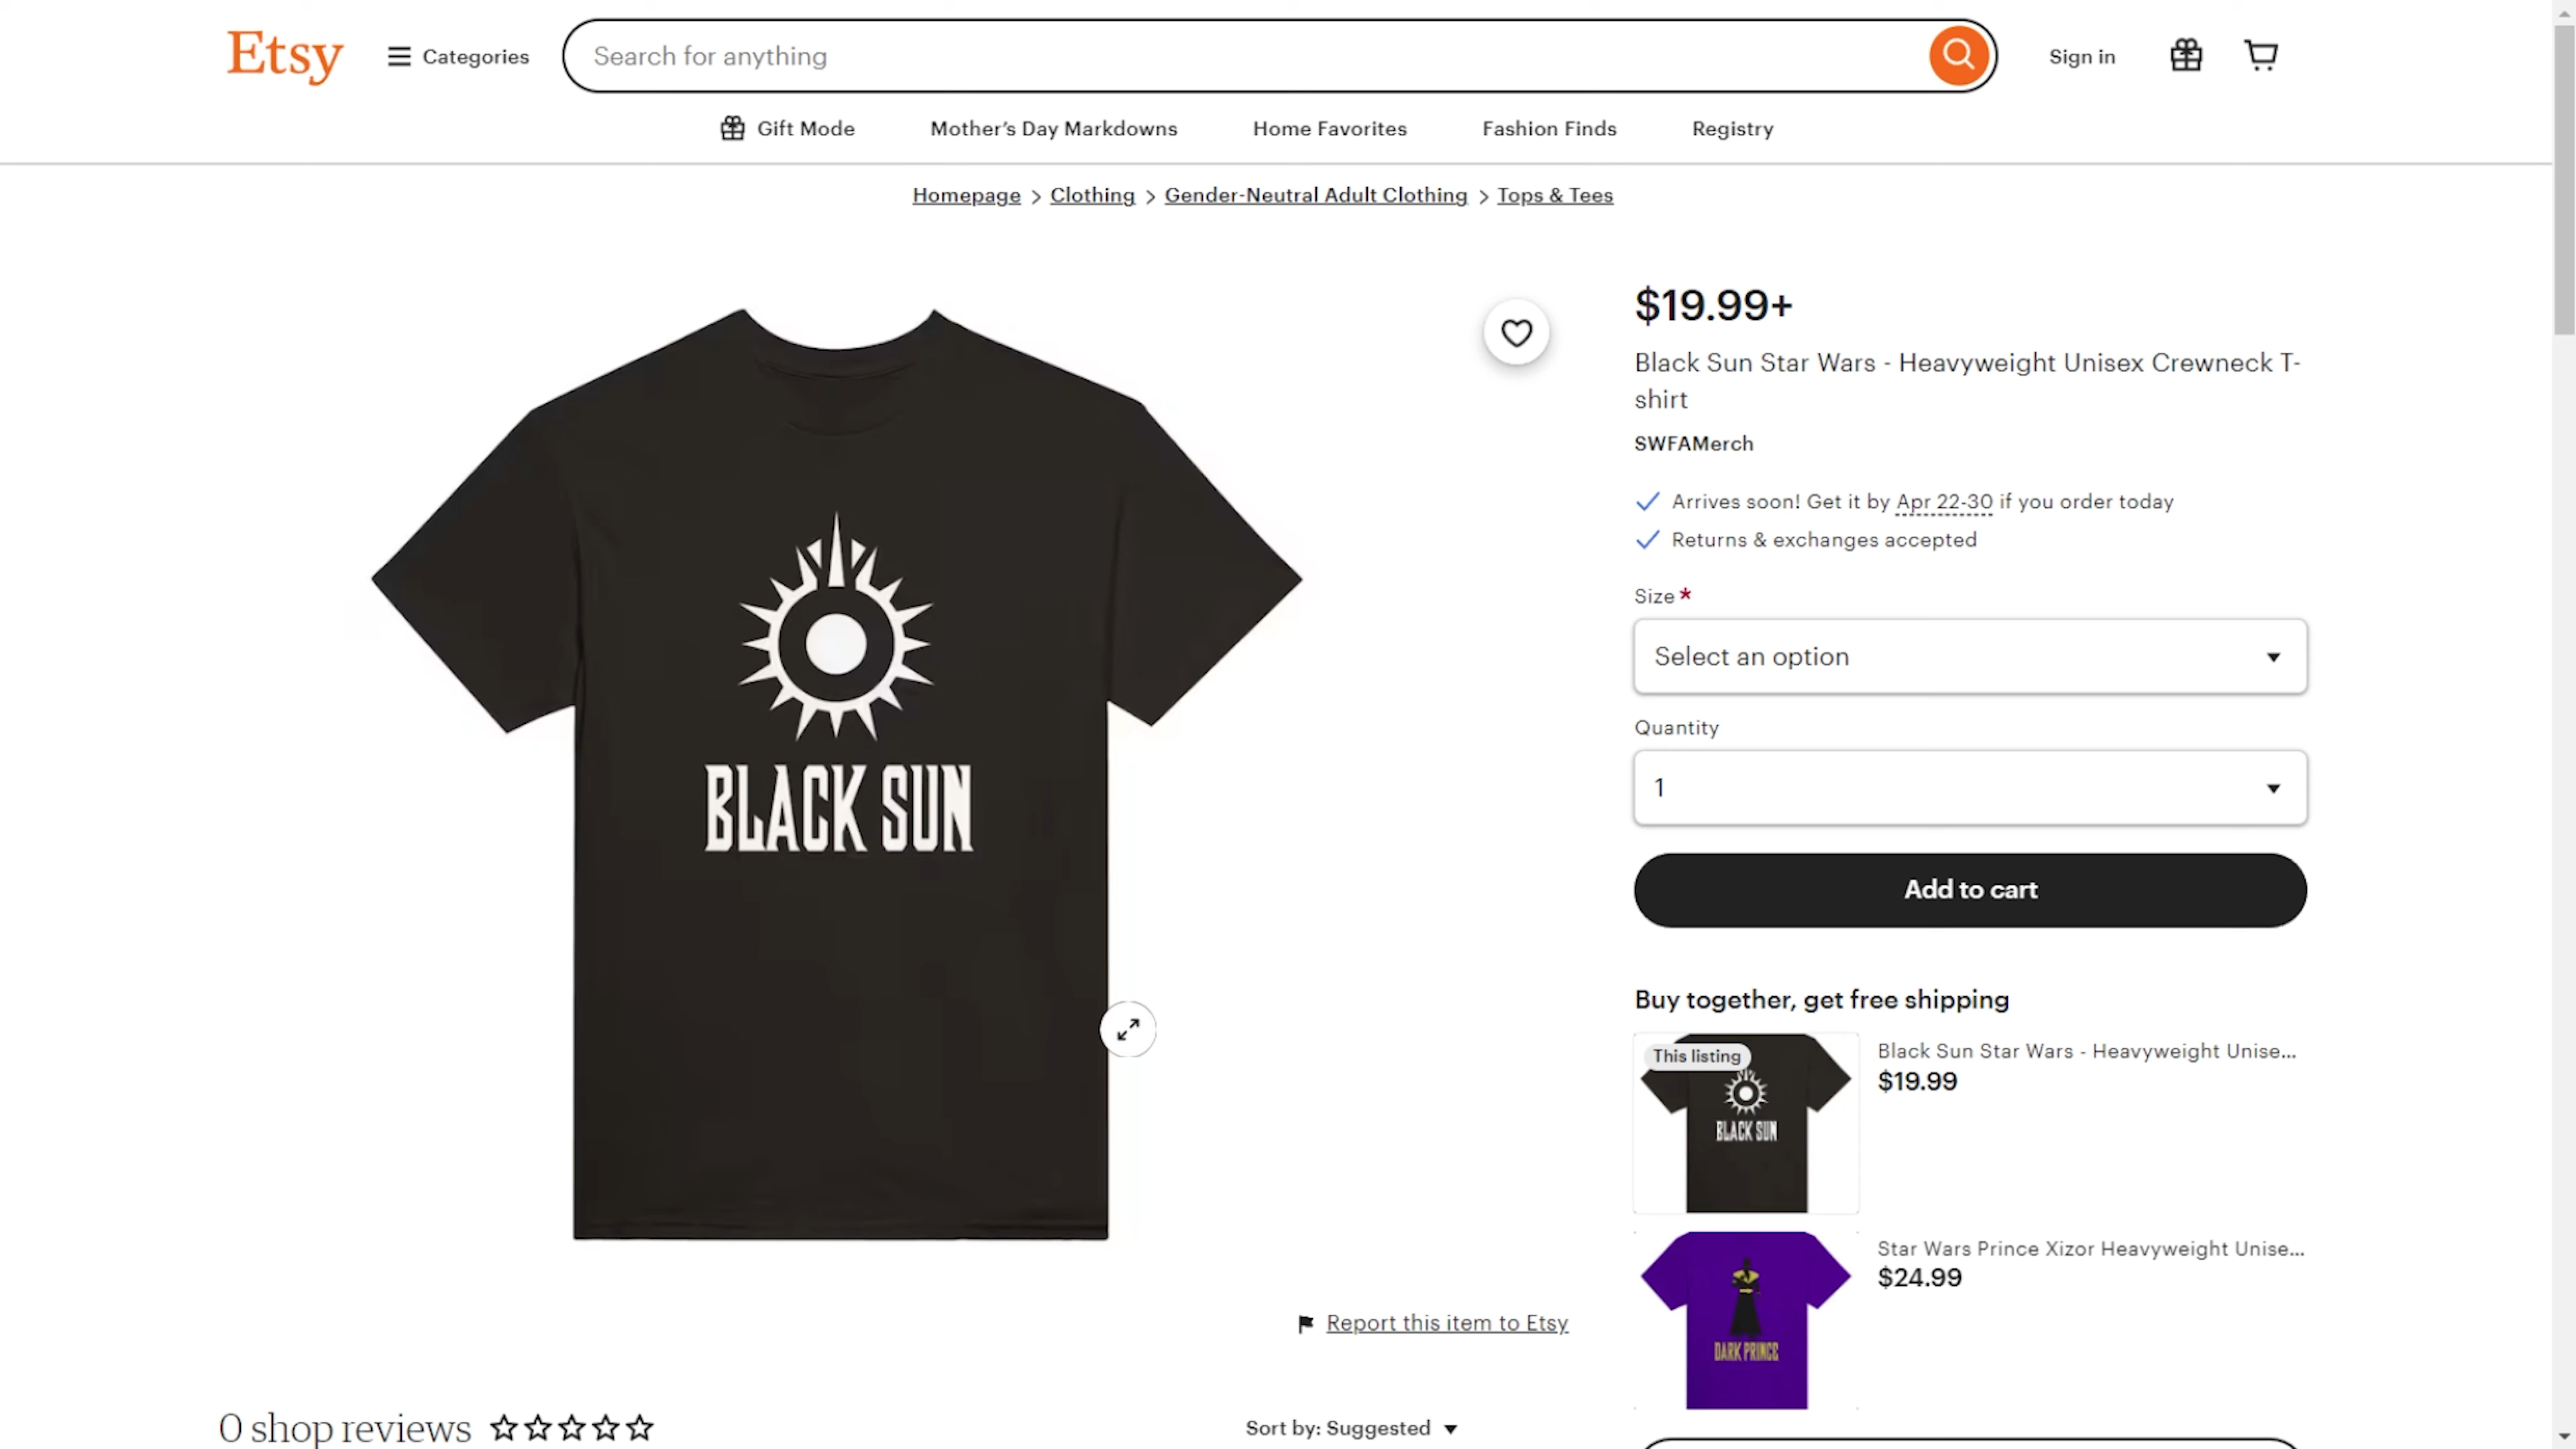 Etsy
Categories
Search for anything
Sign in
Gift Mode
Mother's Day Markdowns
Home Favorites
Fashion Finds
Registry
Homepage > Clothing > Gender-Neutral Adult Clothing > Tops & Tees
BLACK SUN
$19.99+
Black Sun Star Wars - Heavyweight Unisex Crewneck T-
shirt
SWFAMerch
Arrives soon! Get it by Apr 22-30 if you order today
Returns & exchanges accepted
Size *
Select an option
Quantity
1
Add to cart
Buy together, get free shipping
This listing
BLACK SUN
Black Sun Star Wars - Heavyweight Unise...
$19.99
DARK PRINCE
Star Wars Prince Xizor Heavyweight Unise...
$24.99
Report this item to Etsy
0 shop reviews
Sort by: Suggested